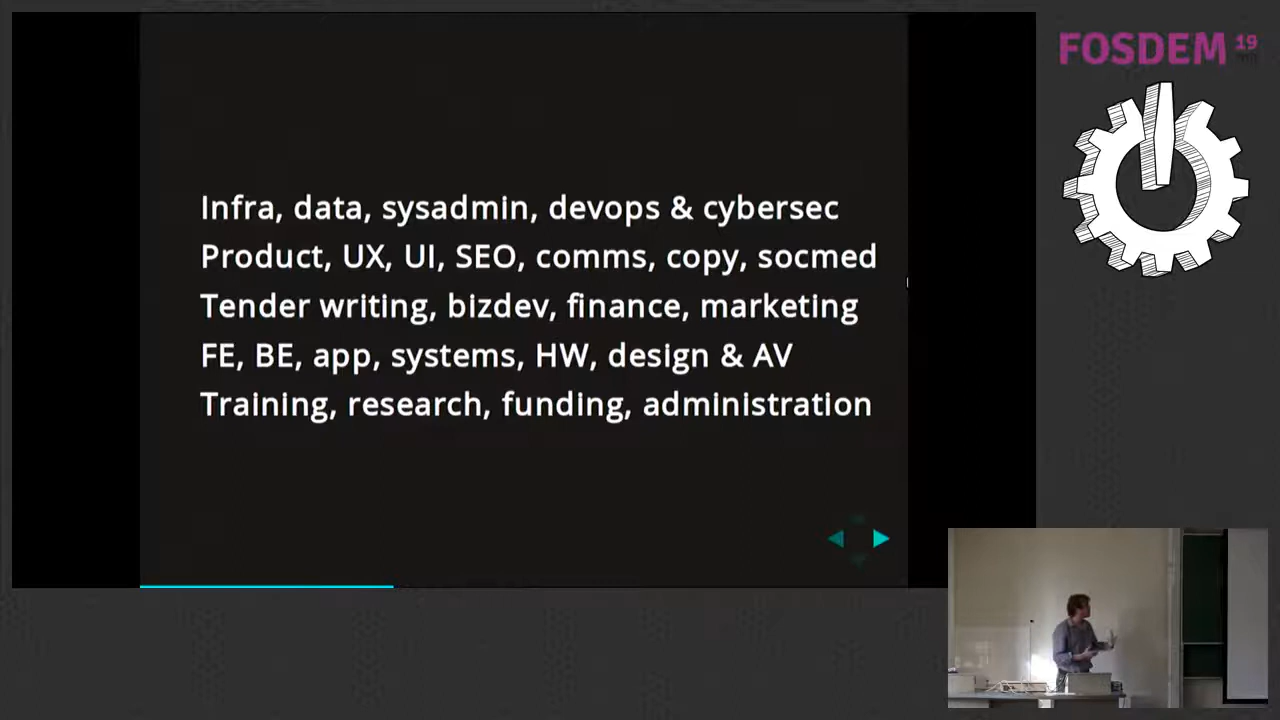 Infra, data, sysadmin, devops & cybersec
Product, UX, UI, SEO, comms, copy, socmed
Tender writing, bizdev, finance, marketing
FE, BE, app, systems, HW, design & AV
Training, research, funding, administration
FOSDEM 19